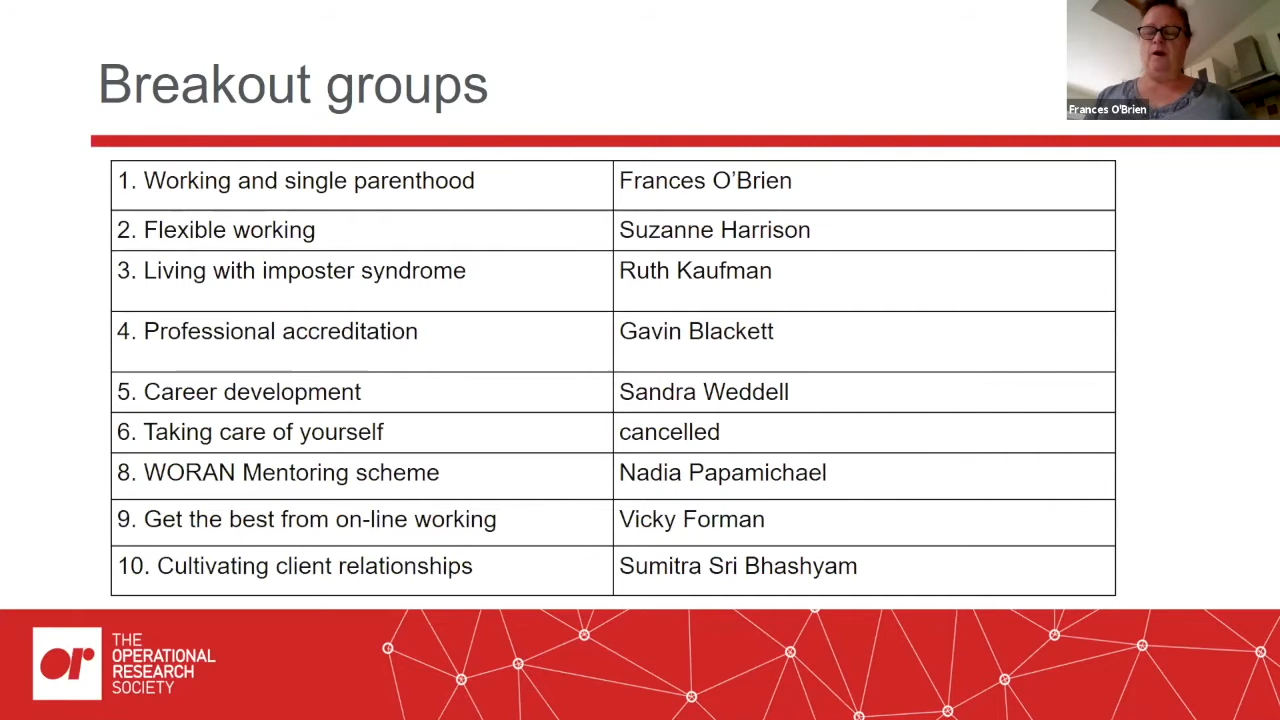 Breakout groups
Frances O'Brien
1. Working and single parenthood
Frances O’Brien
2. Flexible working
Suzanne Harrison
3. Living with imposter syndrome
Ruth Kaufman
4. Professional accreditation
Gavin Blackett
5. Career development
Sandra Weddell
6. Taking care of yourself
cancelled
8. WORAN Mentoring scheme
Nadia Papamichael
9. Get the best from on-line working
Vicky Forman
10. Cultivating client relationships
Sumitra Sri Bhashyam
or
THE
OPERATIONAL
RESEARCH
SOCIETY